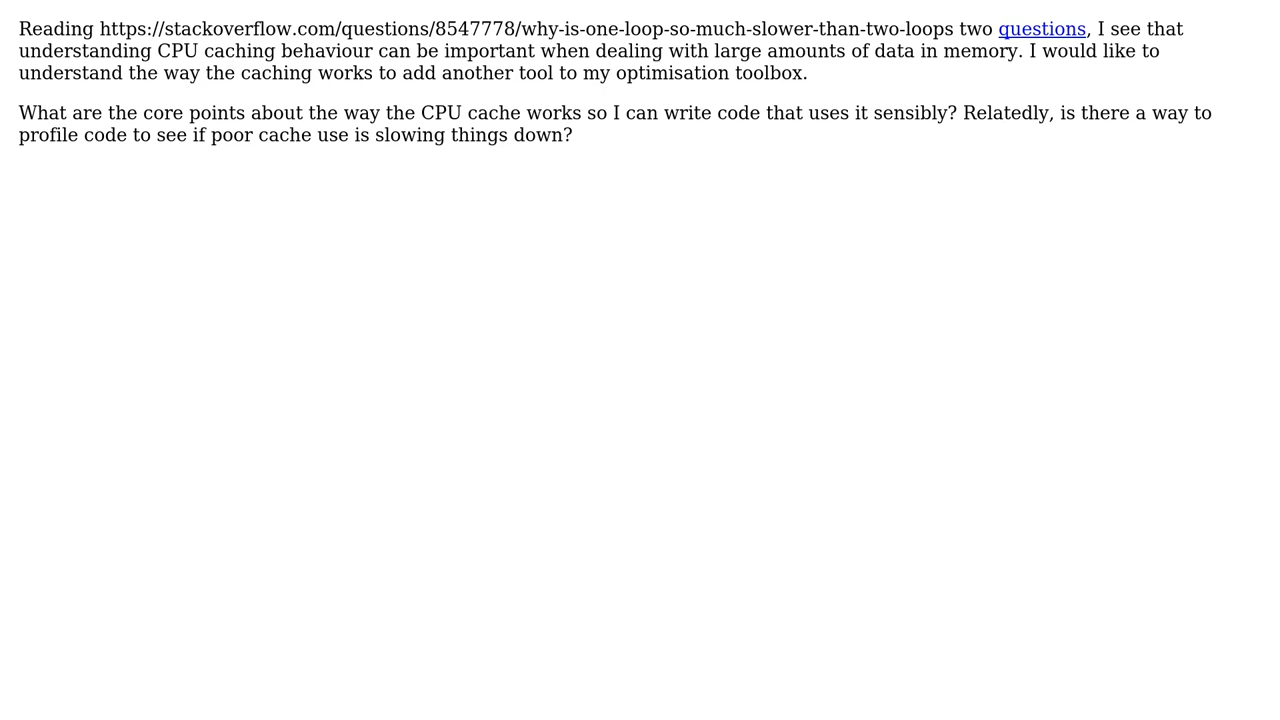 Reading https://stackoverflow.com/questions/8547778/why-is-one-loop-so-much-slower-than-two-loops two questions, I see that
understanding CPU caching behaviour can be important when dealing with large amounts of data in memory. I would like to
understand the way the caching works to add another tool to my optimisation toolbox.
What are the core points about the way the CPU cache works so I can write code that uses it sensibly? Relatedly, is there a way to
profile code to see if poor cache use is slowing things down?